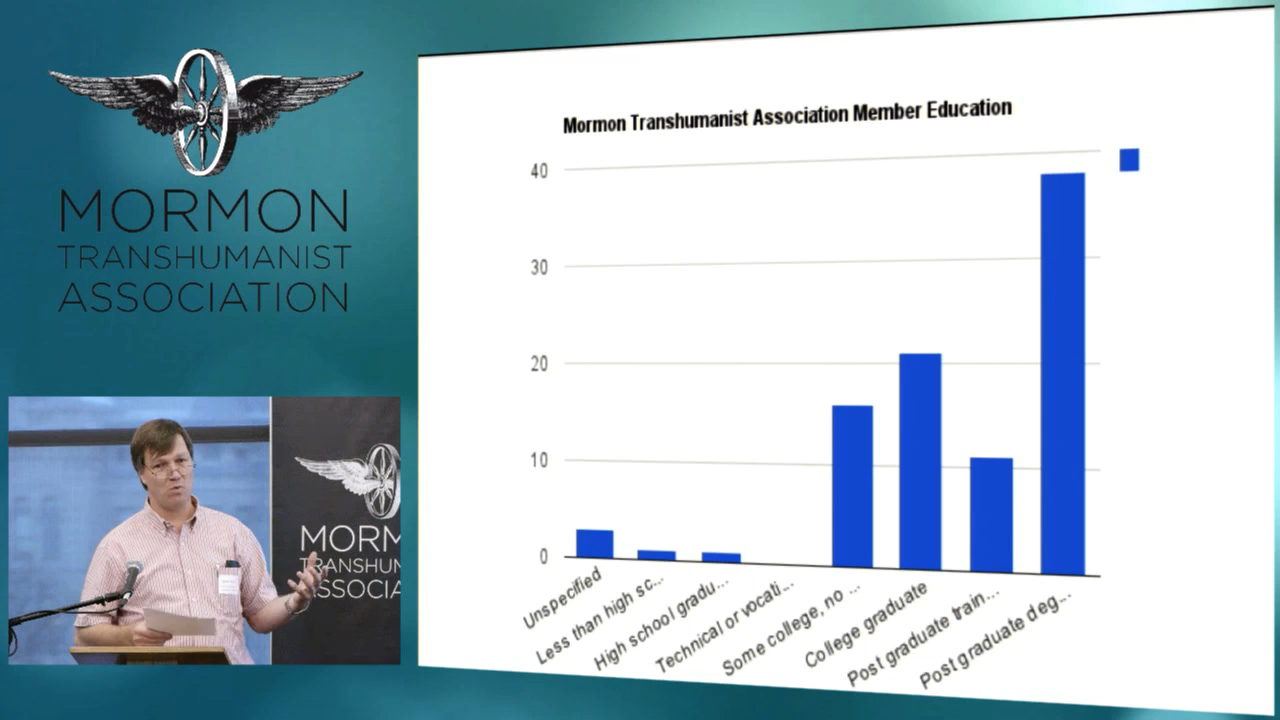 MORMON
TRANSHUMANIST
ASSOCIATION
Mormon Transhumanist Association Member Education
40
30
20
10
0
Unspecified
Less than high sc...
High school gradu...
Technical or vocati...
Some college, no ...
College graduate
Post graduate train...
Post graduate deg...
MORM
TRANSHUM
ASSOCIA